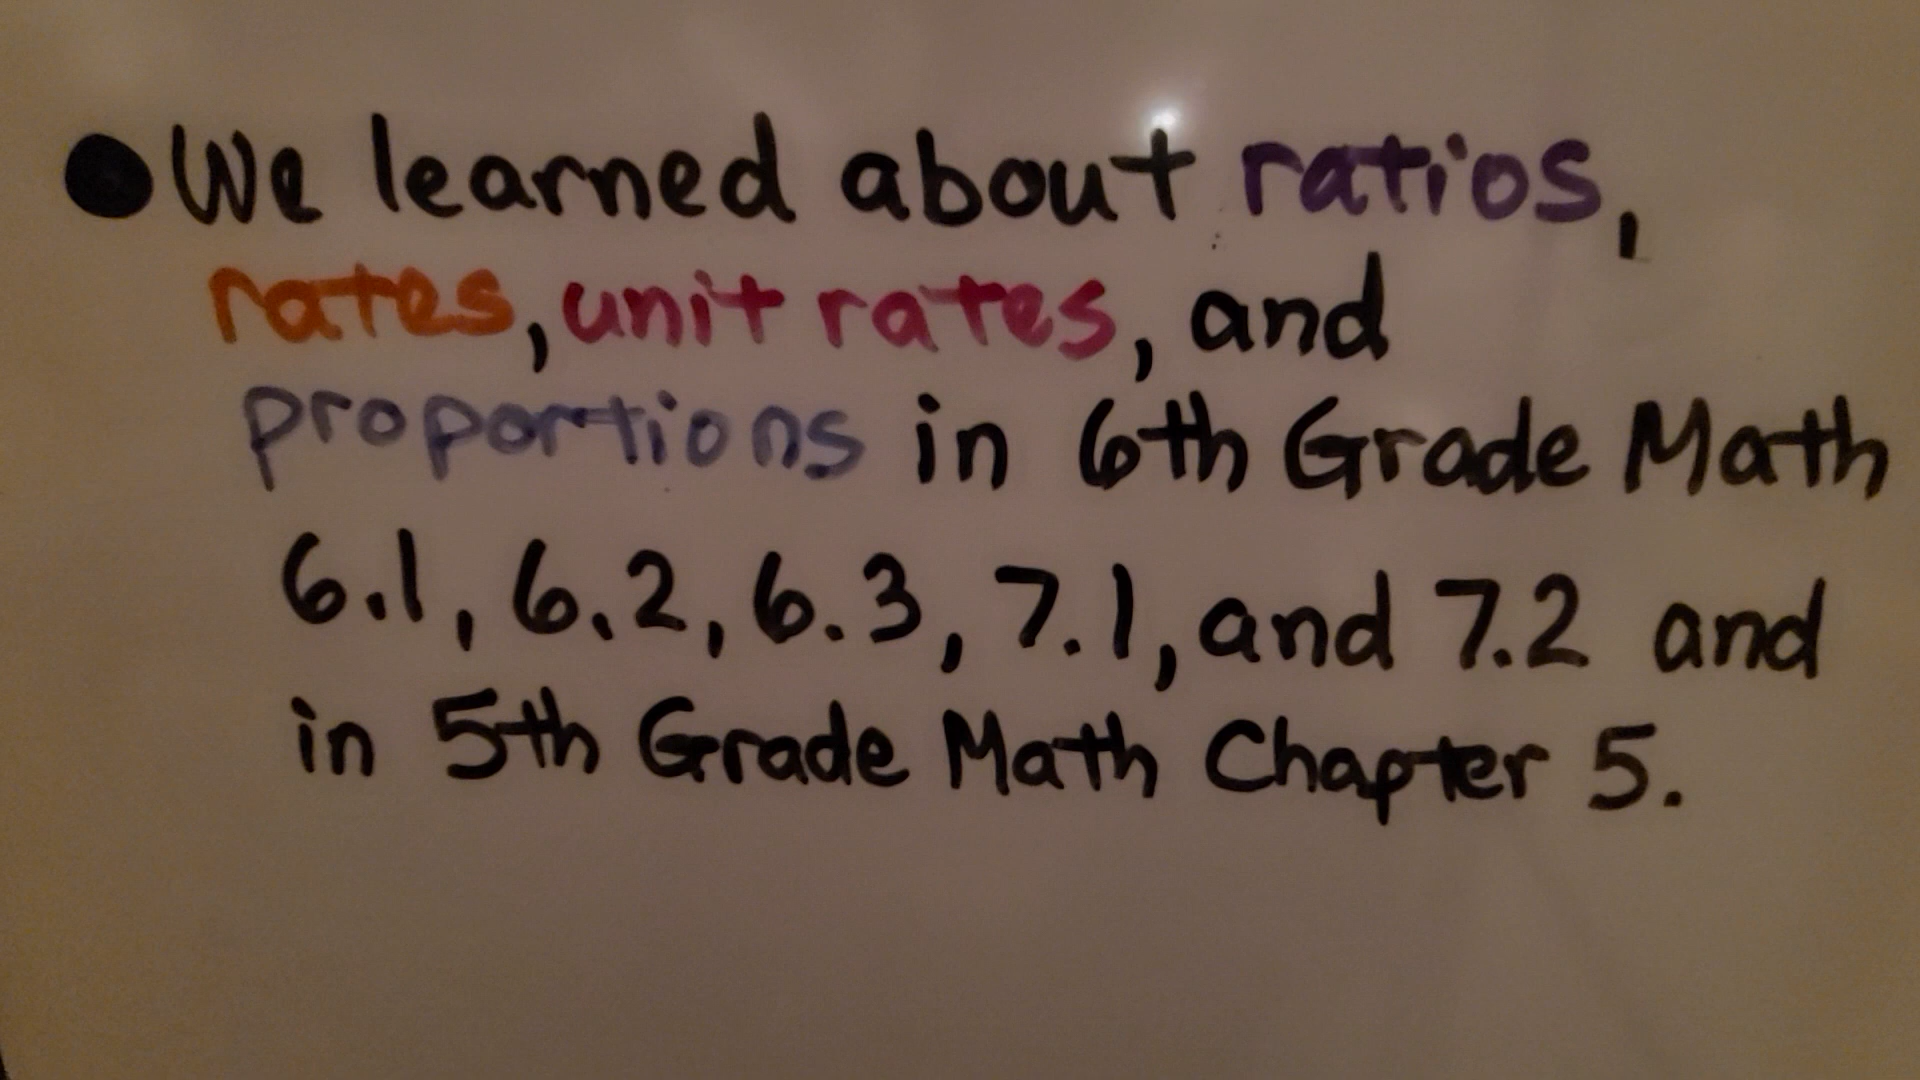 ●We learned about ratios,
rates, unit rates, and
proportions in 6th Grade Math
6.1, 6.2, 6.3, 7.1, and 7.2 and
in 5th Grade Math Chapter 5.